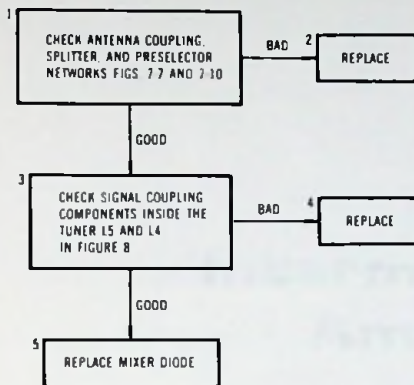 1
CHECK ANTENNA COUPLING,
SPLITTER, AND PRESELECTOR
NETWORKS FIGS 7-7 AND 7-10
BAD
2
REPLACE
GOOD
3
CHECK SIGNAL COUPLING
COMPONENTS INSIDE THE
TUNER L5 AND L4
IN FIGURE 8
BAD
4
REPLACE
GOOD
5
REPLACE MIXER DIODE